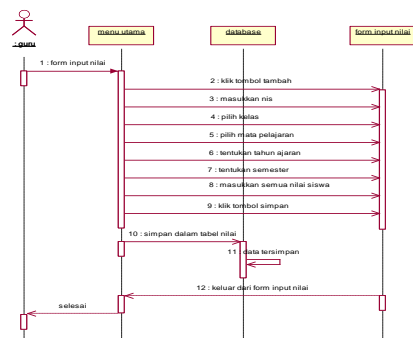 : guru
menu utama
database
form input nilai
1 : form input nilai
2 : klik tombol tambah
3 : masukkan nis
4 : pilih kelas
5 : pilih mata pelajaran
6 : tentukan tahun ajaran
7 : tentukan semester
8 : masukkan semua nilai siswa
9 : klik tombol simpan
10 : simpan dalam tabel nilai
11 : data tersimpan
12 : keluar dari form input nilai
selesai